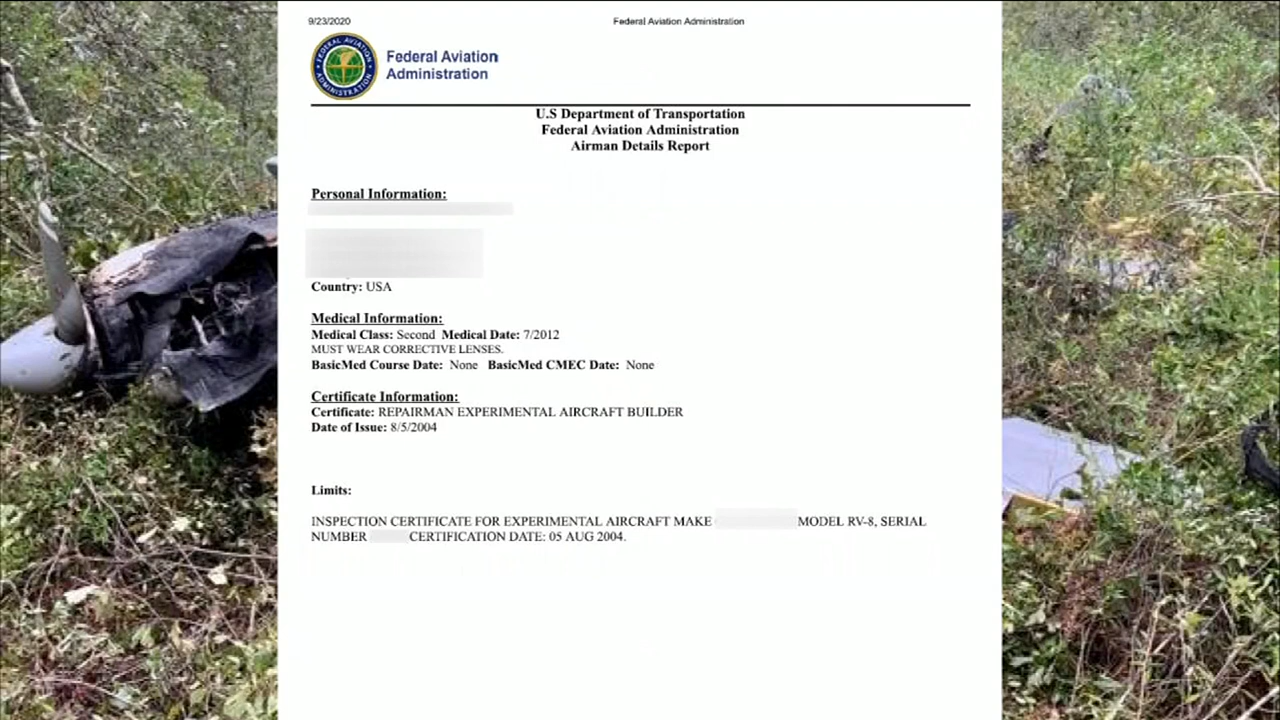 9/23/2020 Federal Aviation Administration
FEDERAL AVIATION ADMINISTRATION
Federal Aviation
Administration
U.S Department of Transportation
Federal Aviation Administration
Airman Details Report
Personal Information:
Country: USA
Medical Information:
Medical Class: Second Medical Date: 7/2012
MUST WEAR CORRECTIVE LENSES.
BasicMed Course Date: None BasicMed CMEC Date: None
Certificate Information:
Certificate: REPAIRMAN EXPERIMENTAL AIRCRAFT BUILDER
Date of Issue: 8/5/2004
Limits:
INSPECTION CERTIFICATE FOR EXPERIMENTAL AIRCRAFT MAKE MODEL RV-8, SERIAL
NUMBER CERTIFICATION DATE: 05 AUG 2004.